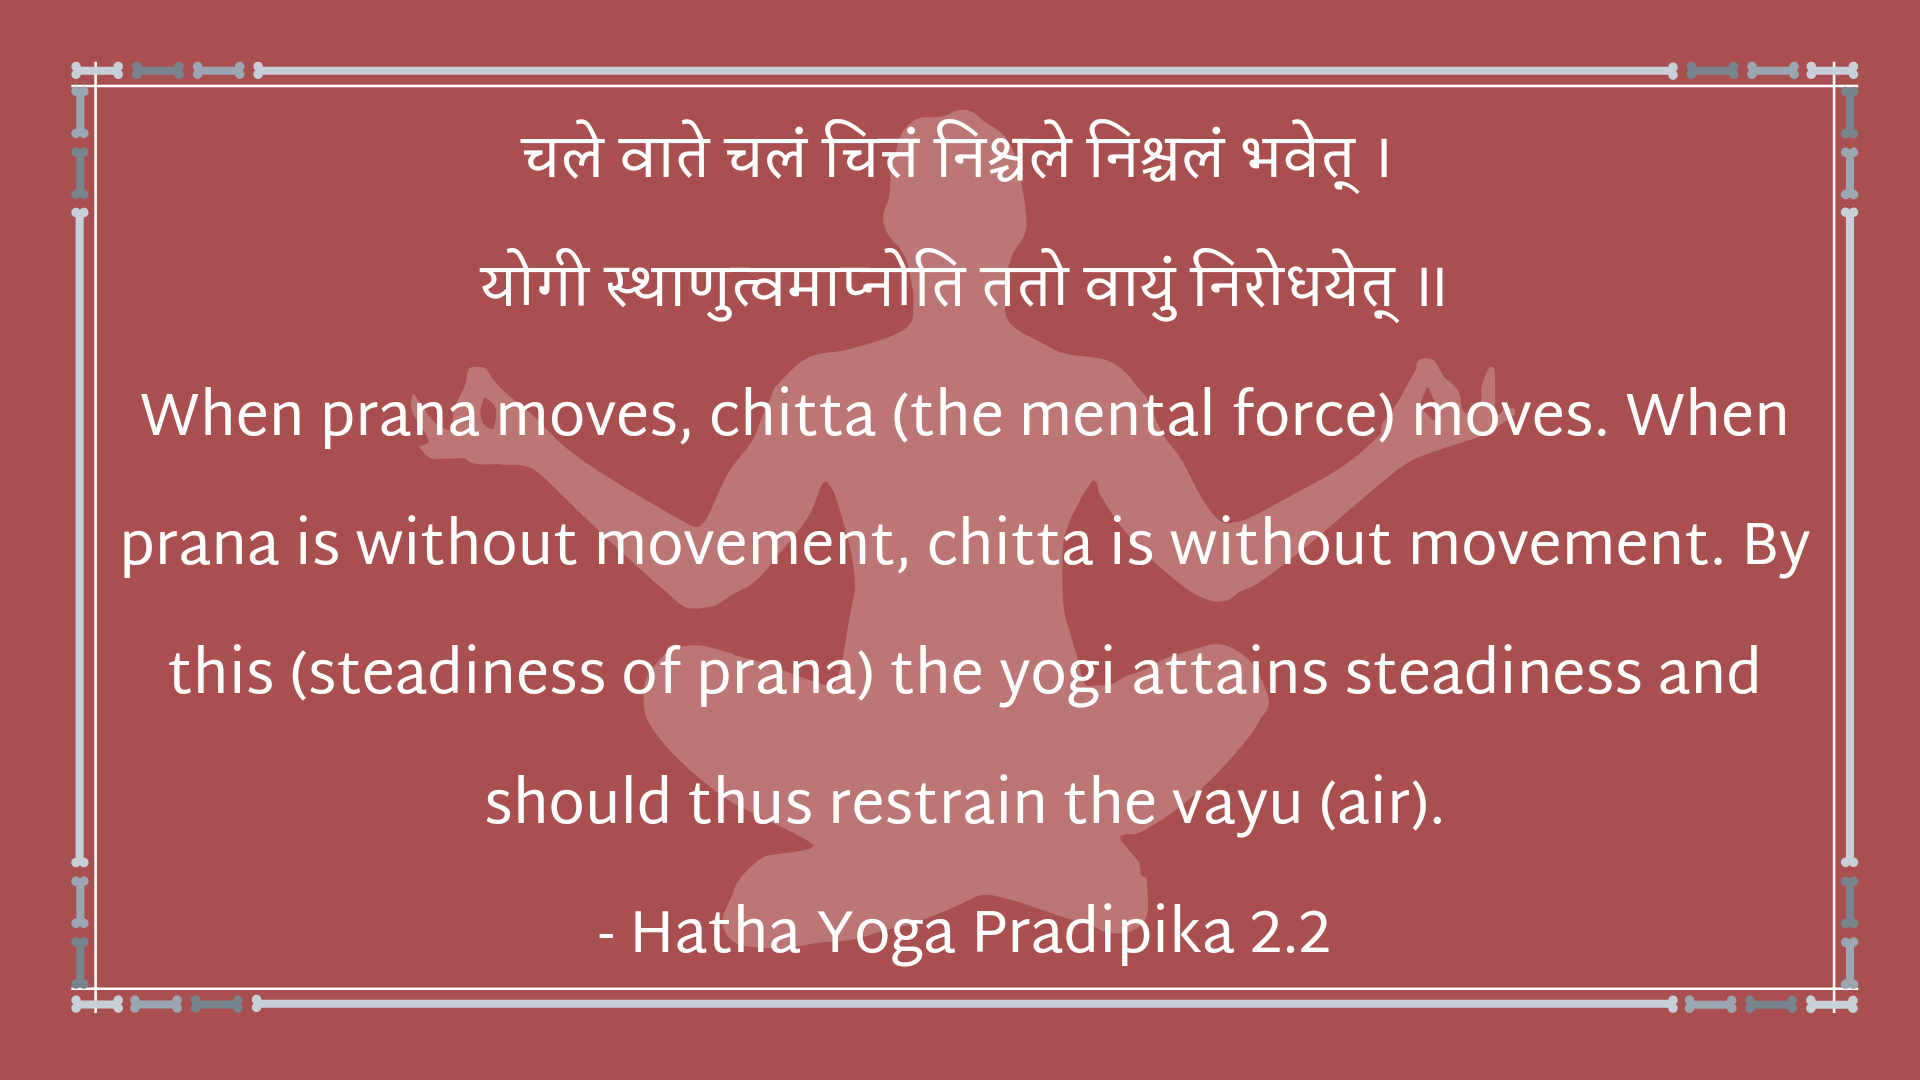 चले वाते चलं चित्तं निश्चले निश्चलं भवेत् ।
योगी स्थाणुत्वमाप्नोति ततो वायुं निरोधयेत् ॥
When prana moves, chitta (the mental force) moves. When
prana is without movement, chitta is without movement. By
this (steadiness of prana) the yogi attains steadiness and
should thus restrain the vayu (air).
- Hatha Yoga Pradipika 2.2